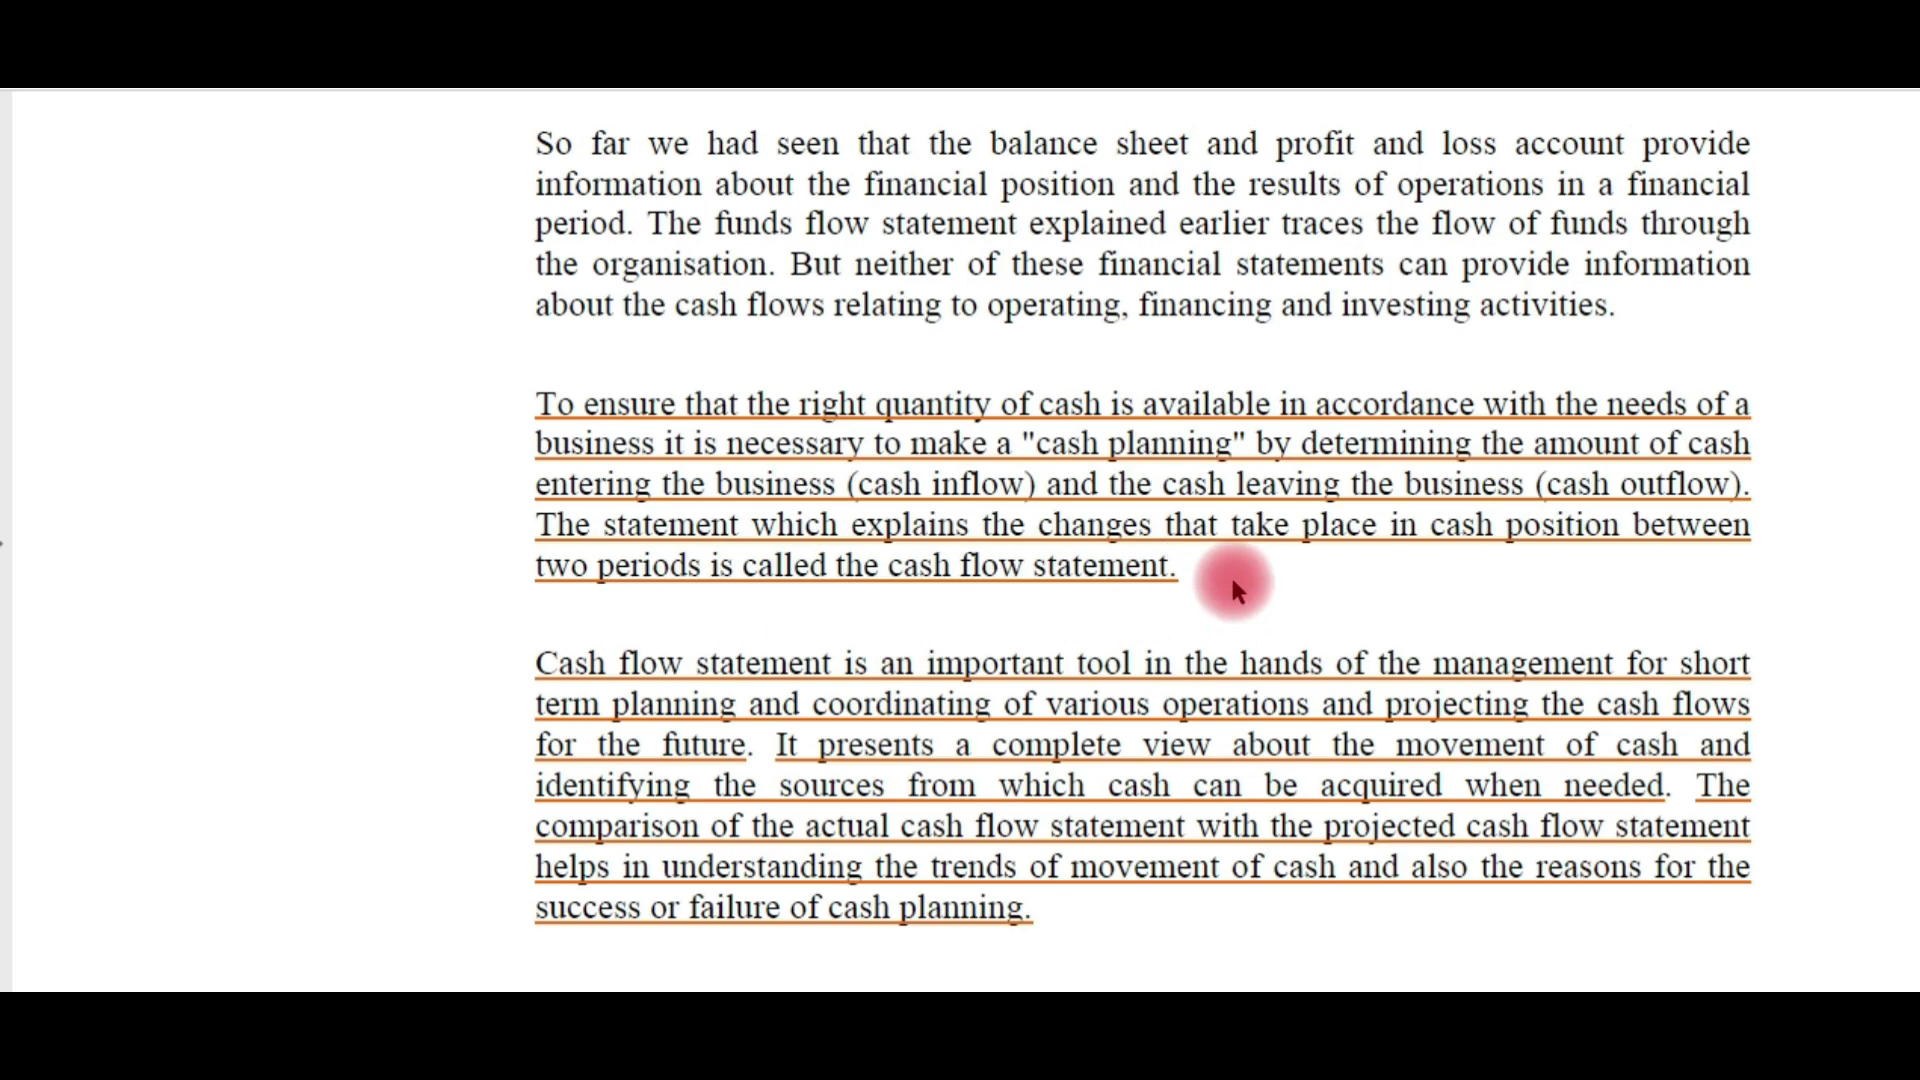 So far we had seen that the balance sheet and profit and loss account provide
information about the financial position and the results of operations in a financial
period. The funds flow statement explained earlier traces the flow of funds through
the organisation. But neither of these financial statements can provide information
about the cash flows relating to operating, financing and investing activities.
To ensure that the right quantity of cash is available in accordance with the needs of a
business it is necessary to make a "cash planning" by determining the amount of cash
entering the business (cash inflow) and the cash leaving the business (cash outflow).
The statement which explains the changes that take place in cash position between
two periods is called the cash flow statement.
Cash flow statement is an important tool in the hands of the management for short
term planning and coordinating of various operations and projecting the cash flows
for the future. It presents a complete view about the movement of cash and
identifying the sources from which cash can be acquired when needed. The
comparison of the actual cash flow statement with the projected cash flow statement
helps in understanding the trends of movement of cash and also the reasons for the
success or failure of cash planning.